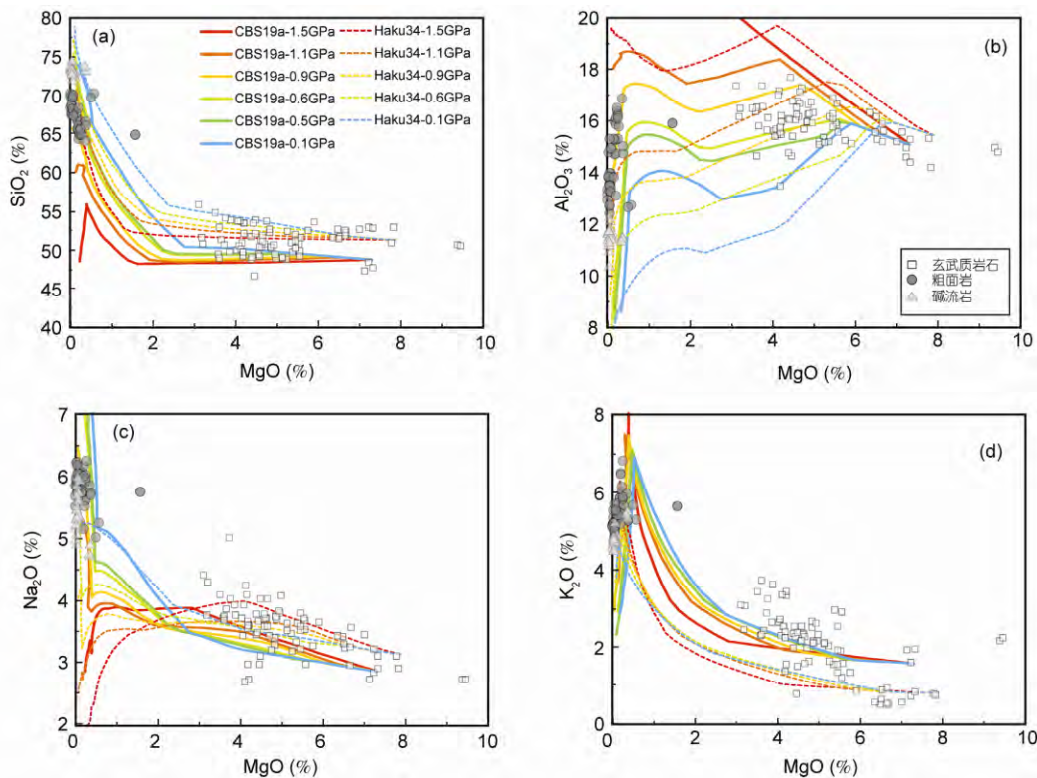 (a)
CBS19a-1.5GPa
CBS19a-1.1GPa
CBS19a-0.9GPa
CBS19a-0.6GPa
CBS19a-0.5GPa
CBS19a-0.1GPa
Haku34-1.5GPa
Haku34-1.1GPa
Haku34-0.9GPa
Haku34-0.6GPa
Haku34-0.1GPa
80
75
70
65
60
55
50
45
40
SiO2 (%)
0 2 4 6 8 10
MgO (%)
(b)
20
18
16
14
12
10
8
Al2O3 (%)
玄武质岩石
粗面岩
碱流岩
0 2 4 6 8 10
MgO (%)
(c)
7
6
5
4
3
2
Na2O (%)
0 2 4 6 8 10
MgO (%)
(d)
8
6
4
2
0
K2O (%)
0 2 4 6 8 10
MgO (%)